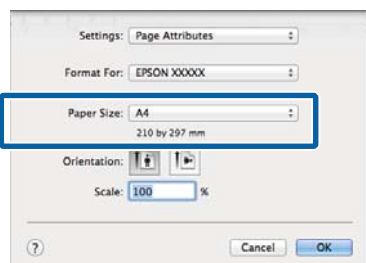 Settings: Page Attributes
Format For: EPSON XXXXX
Paper Size: A4
210 by 297 mm
Orientation:
Scale: 100 %
? Cancel OK